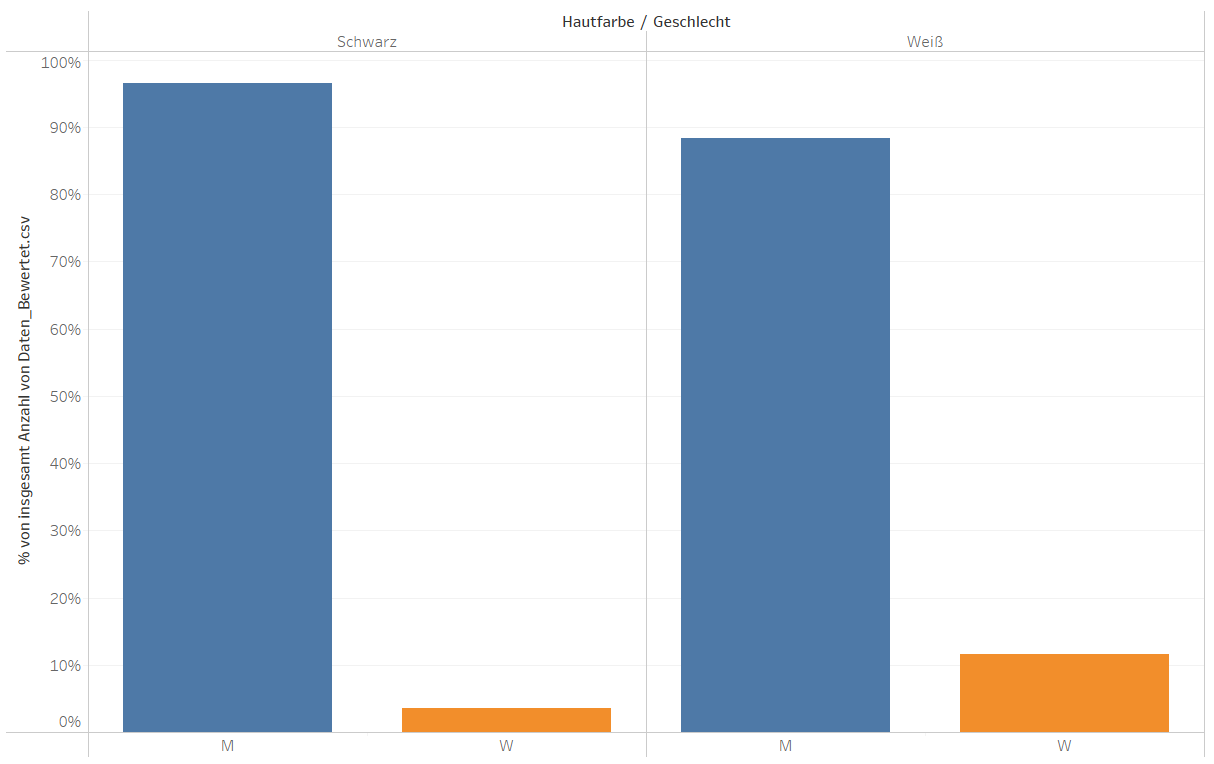 Hautfarbe / Geschlecht
Schwarz
Weiß
% von insgesamt Anzahl von Daten_Bewertet.csv
100%
90%
80%
70%
60%
50%
40%
30%
20%
10%
0%
M
W
M
W